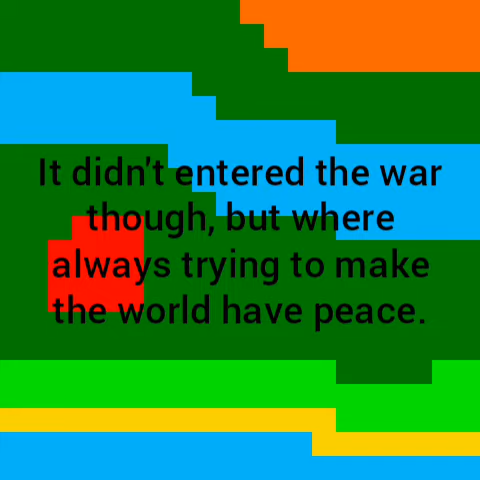 It didn't entered the war
though, but where
always trying to make
the world have peace.